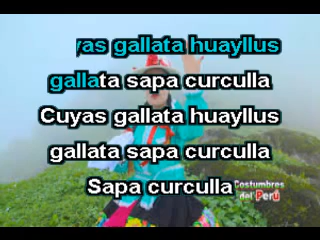 Cuyas gallata huayllus
gallata sapa curculla
Cuyas gallata huayllus
gallata sapa curculla
Sapa curculla
Costumbres
del Perú